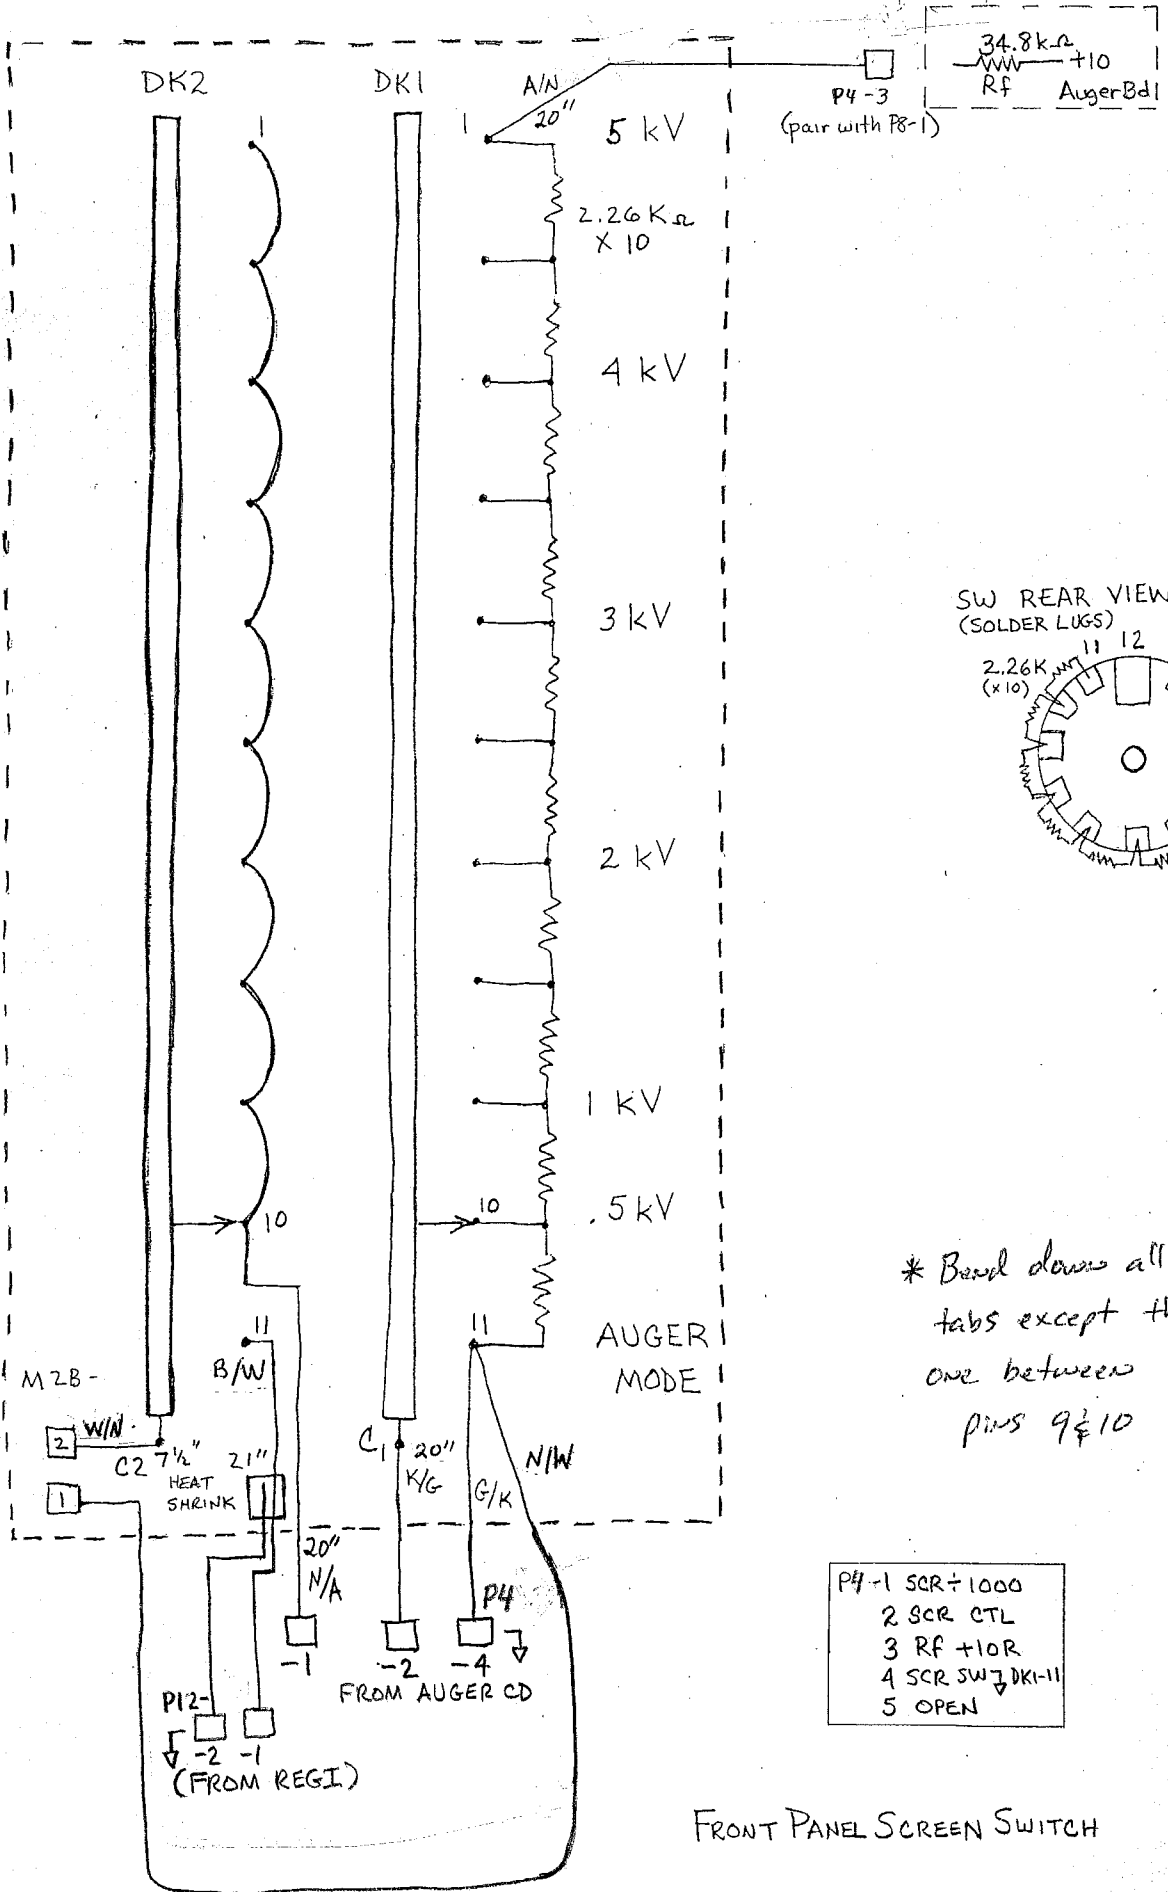 34.8kΩ
+10
Rf
AugerBd1
DK2
DK1
A/N
20"
P4-3
(pair with P8-1)
1
1
5 kV
2.26KΩ
X 10
4 kV
3 kV
SW REAR VIEW
(SOLDER LUGS)
11 12
2.26K
(x10)
2 kV
1 kV
10
10
.5 kV
* Bend down all
tabs except th
one between
pins 9 & 10
11
11
AUGER
MODE
B/W
M2B-
2
W/N
C2 7½"
HEAT
SHRINK
21"
1
C1
20"
K/G
G/K
N/W
20"
N/A
P4
-1
-2
-4
FROM AUGER CD
P12-
-2 -1
(FROM REGI)
P4-1 SCR÷1000
2 SCR CTL
3 Rf +10R
4 SCR SW DK1-11
5 OPEN
FRONT PANEL SCREEN SWITCH